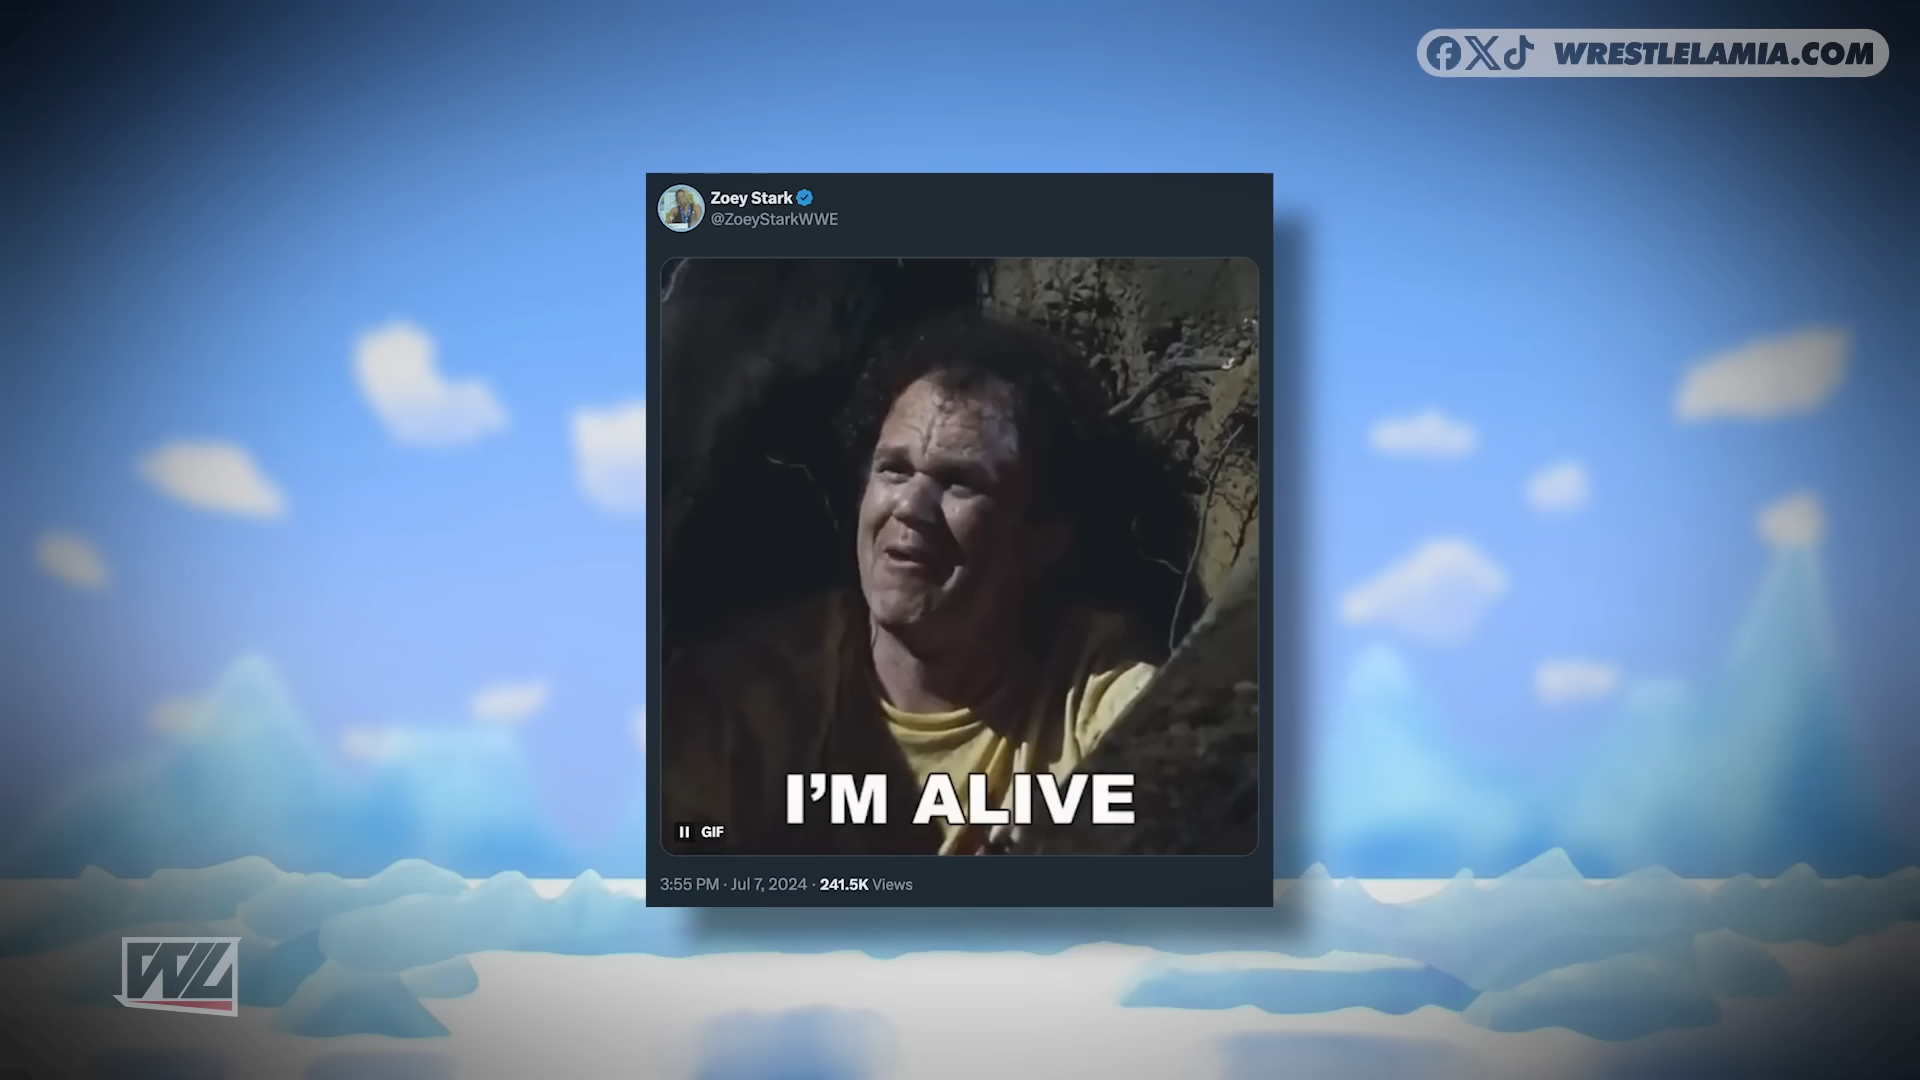 WRESTLELAMIA.COM
Zoey Stark
@ZoeyStarkWWE
I'M ALIVE
GIF
3:55 PM · Jul 7, 2024 · 241.5K Views
WL